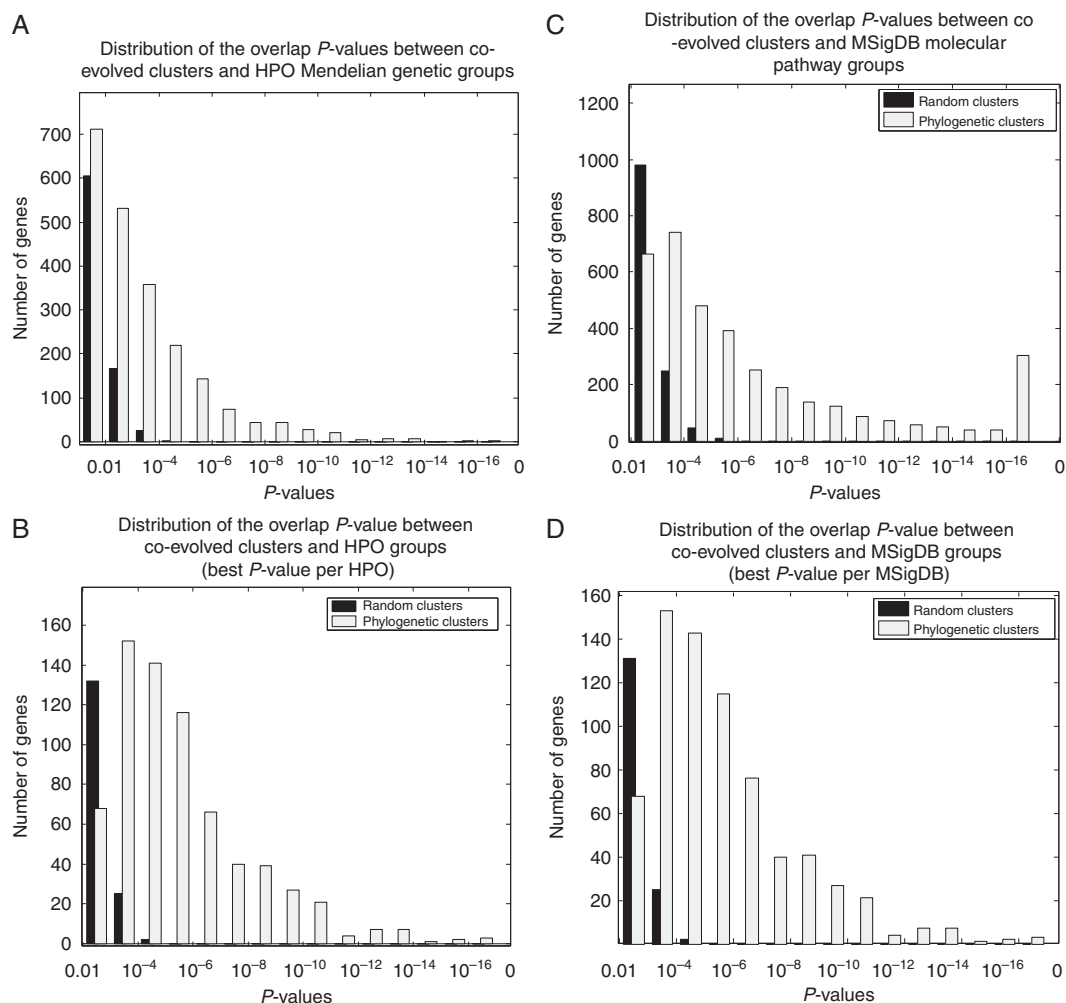 A
Distribution of the overlap P-values between co-
evolved clusters and HPO Mendelian genetic groups
700
600
500
400
300
200
100
0
Number of genes
0.01 10⁻⁴ 10⁻⁶ 10⁻⁸ 10⁻¹⁰ 10⁻¹² 10⁻¹⁴ 10⁻¹⁶ 0
P-values
C
Distribution of the overlap P-values between co
-evolved clusters and MSigDB molecular
pathway groups
Random clusters
Phylogenetic clusters
1200
1000
800
600
400
200
0
Number of genes
0.01 10⁻⁴ 10⁻⁶ 10⁻⁸ 10⁻¹⁰ 10⁻¹² 10⁻¹⁴ 10⁻¹⁶ 0
P-values
B
Distribution of the overlap P-value between
co-evolved clusters and HPO groups
(best P-value per HPO)
Random clusters
Phylogenetic clusters
160
140
120
100
80
60
40
20
0
Number of genes
0.01 10⁻⁴ 10⁻⁶ 10⁻⁸ 10⁻¹⁰ 10⁻¹² 10⁻¹⁴ 10⁻¹⁶ 0
P-values
D
Distribution of the overlap P-value between
co-evolved clusters and MSigDB groups
(best P-value per MSigDB)
Random clusters
Phylogenetic clusters
160
140
120
100
80
60
40
20
Number of genes
0.01 10⁻⁴ 10⁻⁶ 10⁻⁸ 10⁻¹⁰ 10⁻¹² 10⁻¹⁴ 10⁻¹⁶ 0
P-values